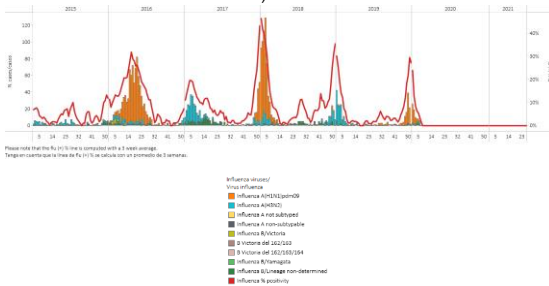 2015 2016 2017 2018 2019 2020 2021
120
100
80
60
40
20
0
40%
30%
20%
10%
0%
% cases/casos
Please note that the flu (+) % line is computed with a 3 week average.
Tenga en cuenta que la línea de flu (+) % se calcula con un promedio de 3 semanas.
Influenza viruses/
Virus influenza
Influenza A(H1N1)pdm09
Influenza A(H3N2)
Influenza A not subtyped
Influenza A non-subtypable
Influenza B/Victoria
B Victoria del 162/163
B Victoria del 162/163/164
Influenza B/Yamagata
Influenza B/Lineage non-determined
Influenza % positivity